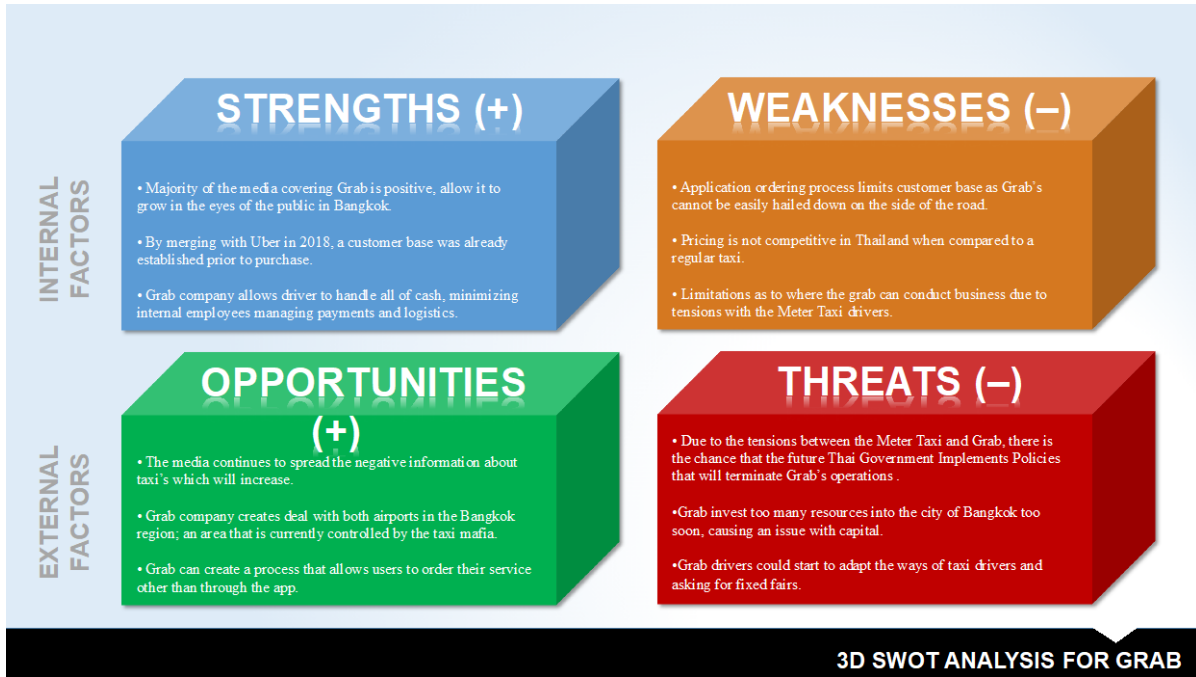 STRENGTHS (+)
• Majority of the media covering Grab is positive, allow it to
grow in the eyes of the public in Bangkok.
• By merging with Uber in 2018, a customer base was already
established prior to purchase.
• Grab company allows driver to handle all of cash, minimizing
internal employees managing payments and logistics.
WEAKNESSES (–)
• Application ordering process limits customer base as Grab's
cannot be easily hailed down on the side of the road.
• Pricing is not competitive in Thailand when compared to a
regular taxi.
• Limitations as to where the grab can conduct business due to
tensions with the Meter Taxi drivers.
INTERNAL
FACTORS
OPPORTUNITIES
(+)
• The media continues to spread the negative information about
taxi's which will increase.
• Grab company creates deal with both airports in the Bangkok
region; an area that is currently controlled by the taxi mafia.
• Grab can create a process that allows users to order their service
other than through the app.
THREATS (–)
• Due to the tensions between the Meter Taxi and Grab, there is
the chance that the future Thai Government Implements Policies
that will terminate Grab's operations .
•Grab invest too many resources into the city of Bangkok too
soon, causing an issue with capital.
•Grab drivers could start to adapt the ways of taxi drivers and
asking for fixed fairs.
EXTERNAL
FACTORS
3D SWOT ANALYSIS FOR GRAB